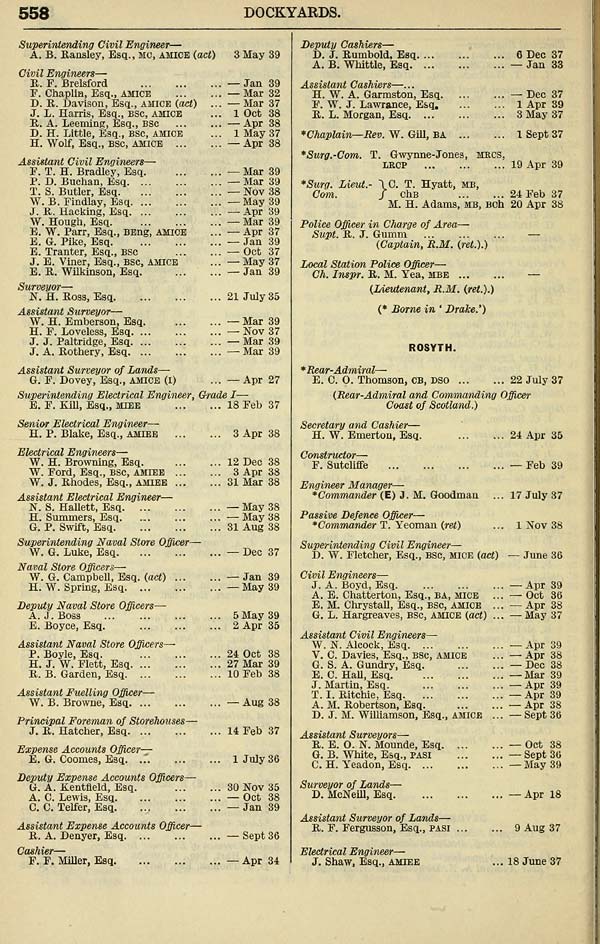 558
DOCKYARDS.
Superintending Civil Engineer—
A. B. Ransley, Esq., MC, AMICE (act) 3 May 39
Civil Engineers—
R. F. Brelsford ... ... ... — Jan 39
F. Chaplin, Esq., AMICE ... ... — Mar 32
D. R. Davison, Esq., AMICE (act) ... — Mar 37
J. L. Harris, Esq., BSC, AMICE ... 1 Oct 38
R. A. Leeming, Esq., BSC ... ... — Apr 38
D. H. Little, Esq., BSC, AMICE ... 1 May 37
H. Wolf, Esq., BSC, AMICE ... ... — Apr 38
Assistant Civil Engineers—
F. T. H. Bradley, Esq. ... ... — Mar 39
P. D. Buchan, Esq. ... ... ... — Mar 39
T. S. Butler, Esq. ... ... ... — Nov 38
W. B. Findlay, Esq. ... ... ... — May 39
J. R. Hacking, Esq. ... ... ... — Apr 39
W. Hough, Esq. ... ... ... — Mar 39
E. W. Parr, Esq., BEng, AMICE ... — Apr 37
E. G. Pike, Esq. ... ... ... — Jan 39
E. Tranter, Esq., BSC ... ... — Oct 37
J. E. Viner, Esq., BSC, AMICE ... — May 37
E. R. Wilkinson, Esq. ... ... — Jan 39
Surveyor—
N. H. Ross, Esq. ... ... ... 21 July 35
Assistant Surveyor—
W. H. Emberson, Esq. ... ... — Mar 39
H. F. Loveless, Esq. ... ... ... — Nov 37
J. J. Paltridge, Esq. ... ... ... — Mar 39
J. A. Rothery, Esq. ... ... ... — Mar 39
Assistant Surveyor of Lands—
G. F. Dovey, Esq., AMICE (I) ... — Apr 27
Superintending Electrical Engineer, Grade I—
E. F. Kill, Esq., MIEE ... ... 18 Feb 37
Senior Electrical Engineer—
H. P. Blake, Esq., AMIEE ... ... 3 Apr 38
Electrical Engineers—
W. H. Browning, Esq. ... ... 12 Dec 38
W. Ford, Esq., BSC, AMIEE ... ... 3 Apr 38
W. J. Rhodes, Esq., AMIEE ... ... 31 Mar 38
Assistant Electrical Engineer—
N. S. Hallett, Esq. ... ... ... — May 38
H. Summers, Esq. ... ... ... — May 38
G. P. Swift, Esq. ... ... ... 31 Aug 38
Superintending Naval Store Officer—
W. G. Luke, Esq. ... ... ... — Dec 37
Naval Store Officers—
W. G. Campbell, Esq. (act) ... ... — Jan 39
H. W. Spring, Esq. ... ... ... — May 39
Deputy Naval Store Officers—
A. J. Boss ... ... ... ... 5 May 39
E. Boyce, Esq. ... ... ... 2 Apr 35
Assistant Naval Store Officers—
P. Boyle, Esq. ... ... ... 24 Oct 38
H. J. W. Flett, Esq. ... ... ... 27 Mar 39
R. B. Garden, Esq. ... ... ... 10 Feb 38
Assistant Fuelling Officer—
W. B. Browne, Esq. ... ... ... — Aug 38
Principal Foreman of Storehouses—
J. R. Hatcher, Esq. ... ... ... 14 Feb 37
Expense Accounts Officer—
E. G. Coomes, Esq. ... ... ... 1 July 36
Deputy Expense Accounts Officers—
G. A. Kentfield, Esq. ... ... 30 Nov 35
A. C. Lewis, Esq. ... ... ... — Oct 38
C. C. Telfer, Esq. ... ... ... — Jan 39
Assistant Expense Accounts Officer—
R. A. Denyer, Esq. ... ... ... — Sept 36
Cashier—
F. F. Miller, Esq. ... ... ... — Apr 34
Deputy Cashiers—
D. J. Rumbold, Esq. ... ... ... 6 Dec 37
A. B. Whittle, Esq. ... ... ... — Jan 33
Assistant Cashiers—...
H. W. A. Garmston, Esq. ... ... — Dec 37
F. W. J. Lawrance, Esq. ... ... 1 Apr 39
R. L. Morgan, Esq. ... ... ... 3 May 37
*Chaplain—Rev. W. Gill, BA ... ... 1 Sept 37
*Surg.-Com. T. Gwynne-Jones, MRCS,
LRCP ... ... ... 19 Apr 39
*Surg. Lieut.- } C. T. Hyatt, MB,
Com. } ChB ... ... ... 24 Feb 37
M. H. Adams, MB, BCh 20 Apr 38
Police Officer in Charge of Area—
Supt. R. J. Gumm ... ... ... —
(Captain, R.M. (ret.).)
Local Station Police Officer—
Ch. Inspr. R. M. Yea, MBE ... ... —
(Lieutenant, R.M. (ret.).)
(* Borne in ' Drake.')
ROSYTH.
*Rear-Admiral—
E. C. O. Thomson, CB, DSO ... ... 22 July 37
(Rear-Admiral and Commanding Officer
Coast of Scotland.)
Secretary and Cashier—
H. W. Emerton, Esq. ... ... 24 Apr 35
Constructor—
F. Sutcliffe ... ... ... ... — Feb 39
Engineer Manager—
*Commander (E) J. M. Goodman ... 17 July 37
Passive Defence Officer—
*Commander T. Yeoman (ret) ... 1 Nov 38
Superintending Civil Engineer—
D. W. Fletcher, Esq., BSC, MICE (act) — June 36
Civil Engineers—
J. A. Boyd, Esq. ... ... ... — Apr 39
A. E. Chatterton, Esq., BA, MICE ... — Oct 36
E. M. Chrystall, Esq., BSC, AMICE ... — Apr 38
G. L. Hargreaves, BSC, AMICE (act) ... — May 37
Assistant Civil Engineers—
W. N. Alcock, Esq. ... ... ... — Apr 39
V. C. Davies, Esq., BSC, AMICE ... — Apr 38
G. S. A. Gundry, Esq. ... ... — Dec 38
E. C. Hall, Esq. ... ... ... — Mar 39
J. Martin, Esq. ... ... ... — Apr 39
T. I. Ritchie, Esq. ... ... ... — Apr 39
A. M. Robertson, Esq. ... ... — Apr 38
D. J. M. Williamson, Esq., AMICE ... — Sept 36
Assistant Surveyors—
R. E. O. N. Mounde, Esq. ... ... — Oct 38
G. B. White, Esq., PASI ... ... — Sept 36
C. H. Yeadon, Esq. ... ... ... — May 39
Surveyor of Lands—
D. McNeill, Esq. ... ... ... — Apr 18
Assistant Surveyor of Lands—
R. F. Fergusson, Esq., PASI ... ... 9 Aug 37
Electrical Engineer—
J. Shaw, Esq., AMIEE ... 18 June 37